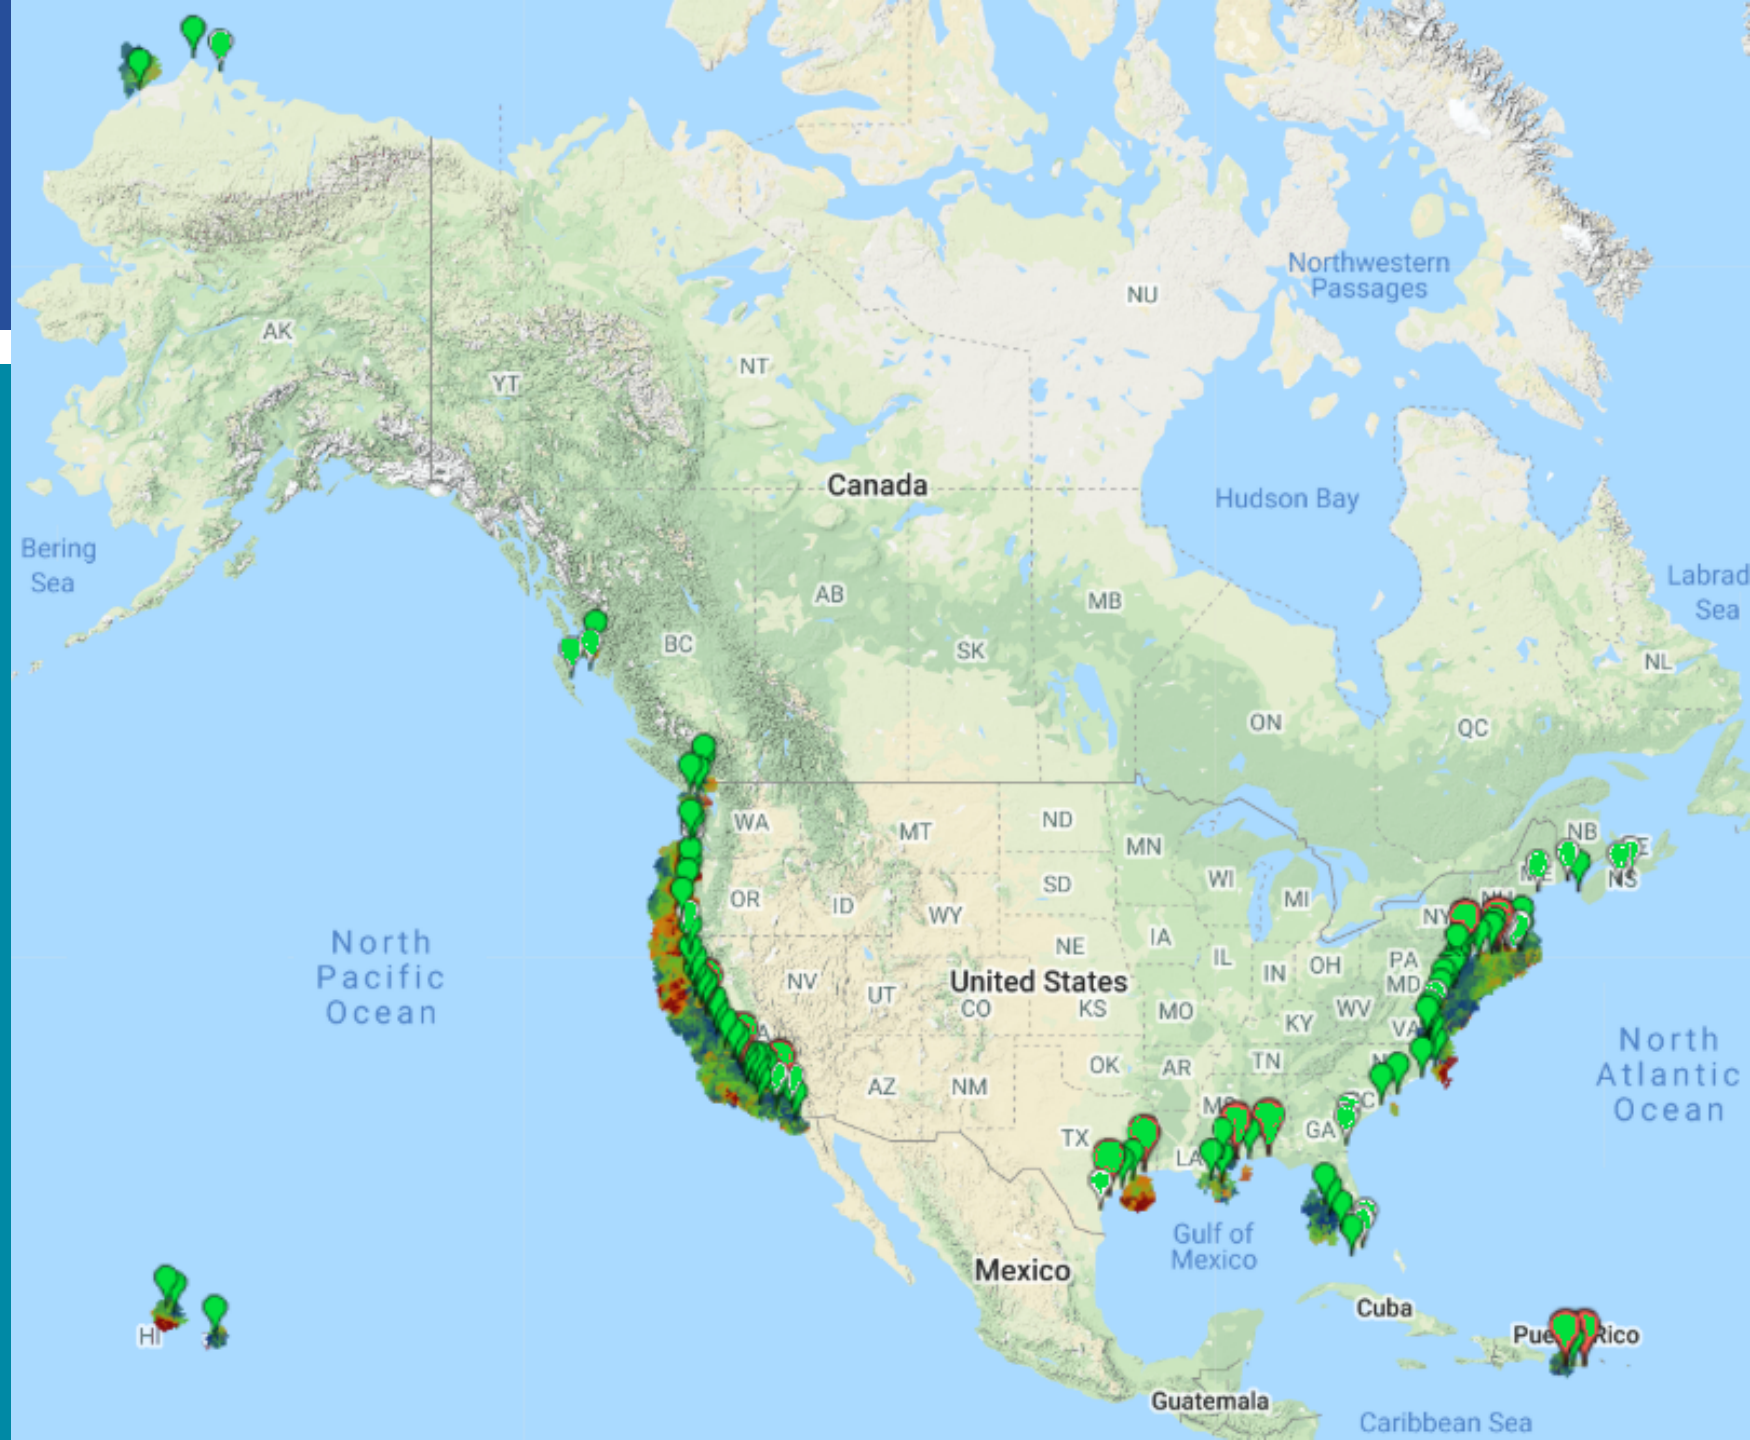 Northwestern
Passages
NU
AK
NT
YT
Canada
Hudson Bay
Bering
Sea
Labrad
Sea
AB
MB
BC
SK
NL
ON
QC
WA
MT
ND
MN
NB
OR
ID
WY
SD
WI
MI
NS
NY
North
Pacific
Ocean
NV
UT
United States
CO
NE
KS
IA
IL
IN
OH
PA
MD
MO
KY
WV
VA
North
Atlantic
Ocean
AZ
NM
OK
AR
TN
TX
LA
GA
Gulf of
Mexico
Mexico
Cuba
HI
Rico
Guatemala
Caribbean Sea